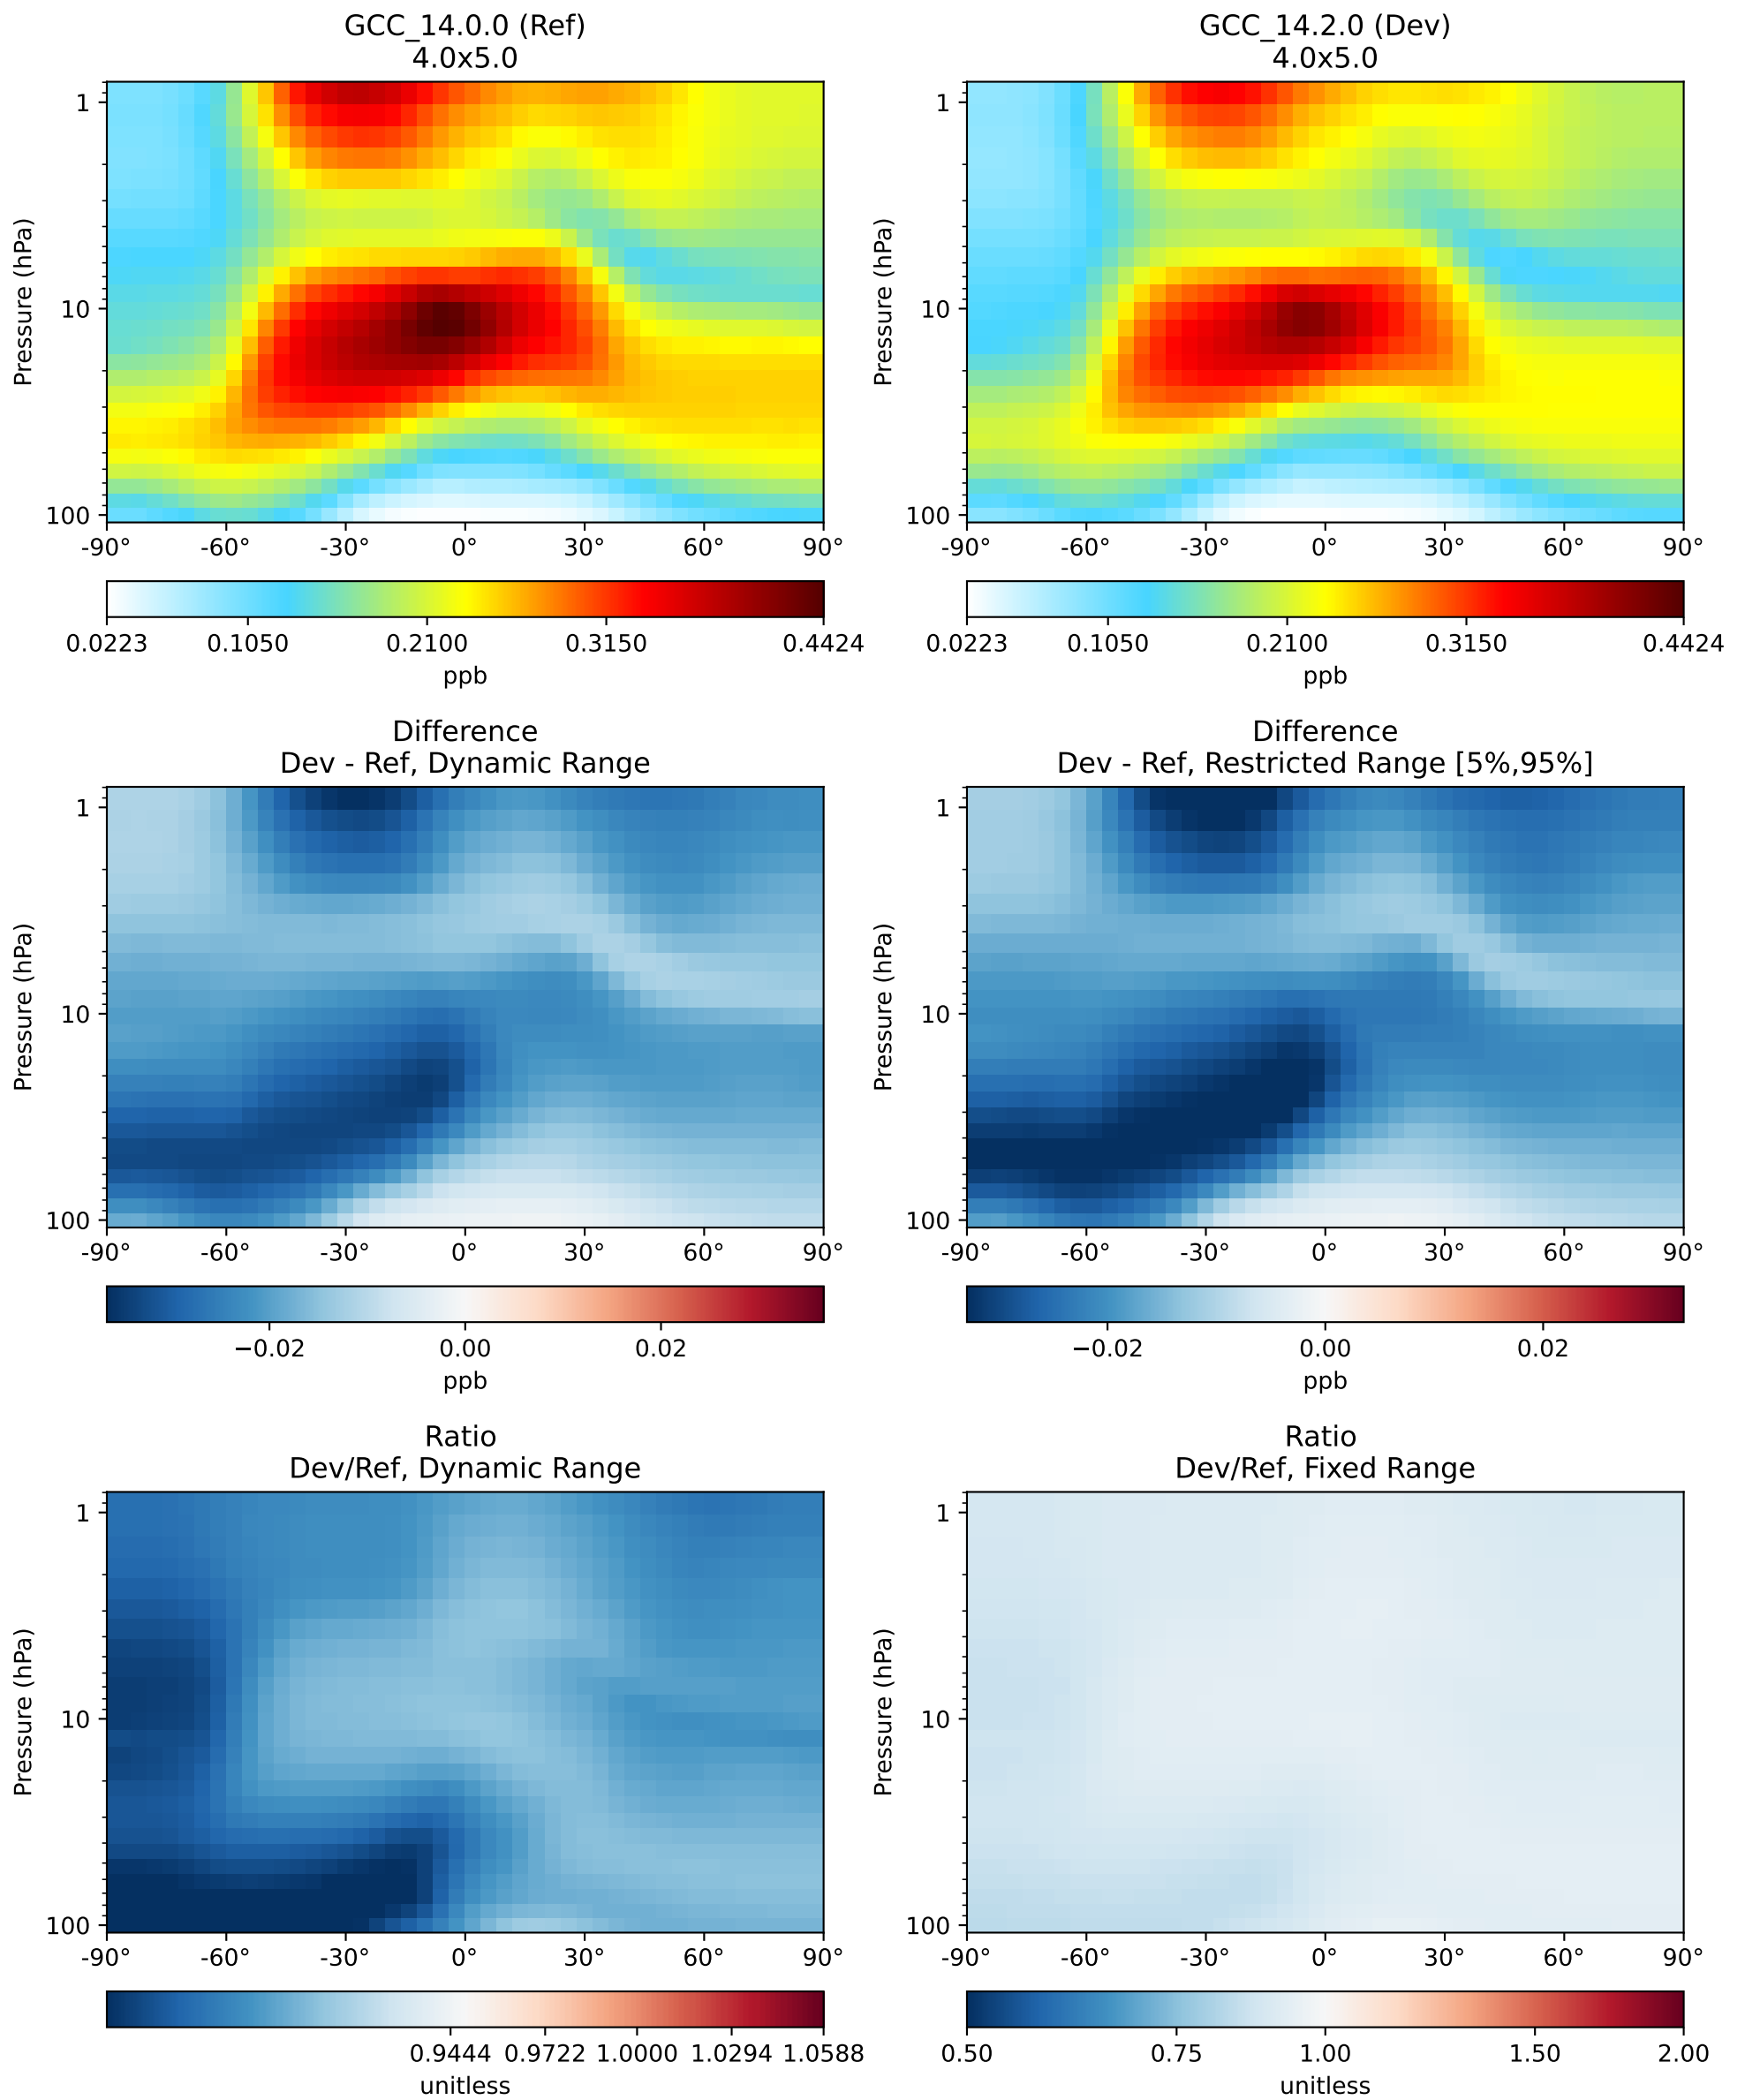 GCC_14.0.0 (Ref)
4.0x5.0
Pressure (hPa)
1
10
100
-90° -60° -30° 0° 30° 60° 90°
0.0223 0.1050 0.2100 0.3150 0.4424
ppb
GCC_14.2.0 (Dev)
4.0x5.0
Pressure (hPa)
1
10
100
-90° -60° -30° 0° 30° 60° 90°
0.0223 0.1050 0.2100 0.3150 0.4424
ppb
Difference
Dev - Ref, Dynamic Range
Pressure (hPa)
1
10
100
-90° -60° -30° 0° 30° 60° 90°
−0.02 0.00 0.02
ppb
Difference
Dev - Ref, Restricted Range [5%,95%]
Pressure (hPa)
1
10
100
-90° -60° -30° 0° 30° 60° 90°
−0.02 0.00 0.02
ppb
Ratio
Dev/Ref, Dynamic Range
Pressure (hPa)
1
10
100
-90° -60° -30° 0° 30° 60° 90°
0.9444 0.9722 1.0000 1.0294 1.0588
unitless
Ratio
Dev/Ref, Fixed Range
Pressure (hPa)
1
10
100
-90° -60° -30° 0° 30° 60° 90°
0.50 0.75 1.00 1.50 2.00
unitless